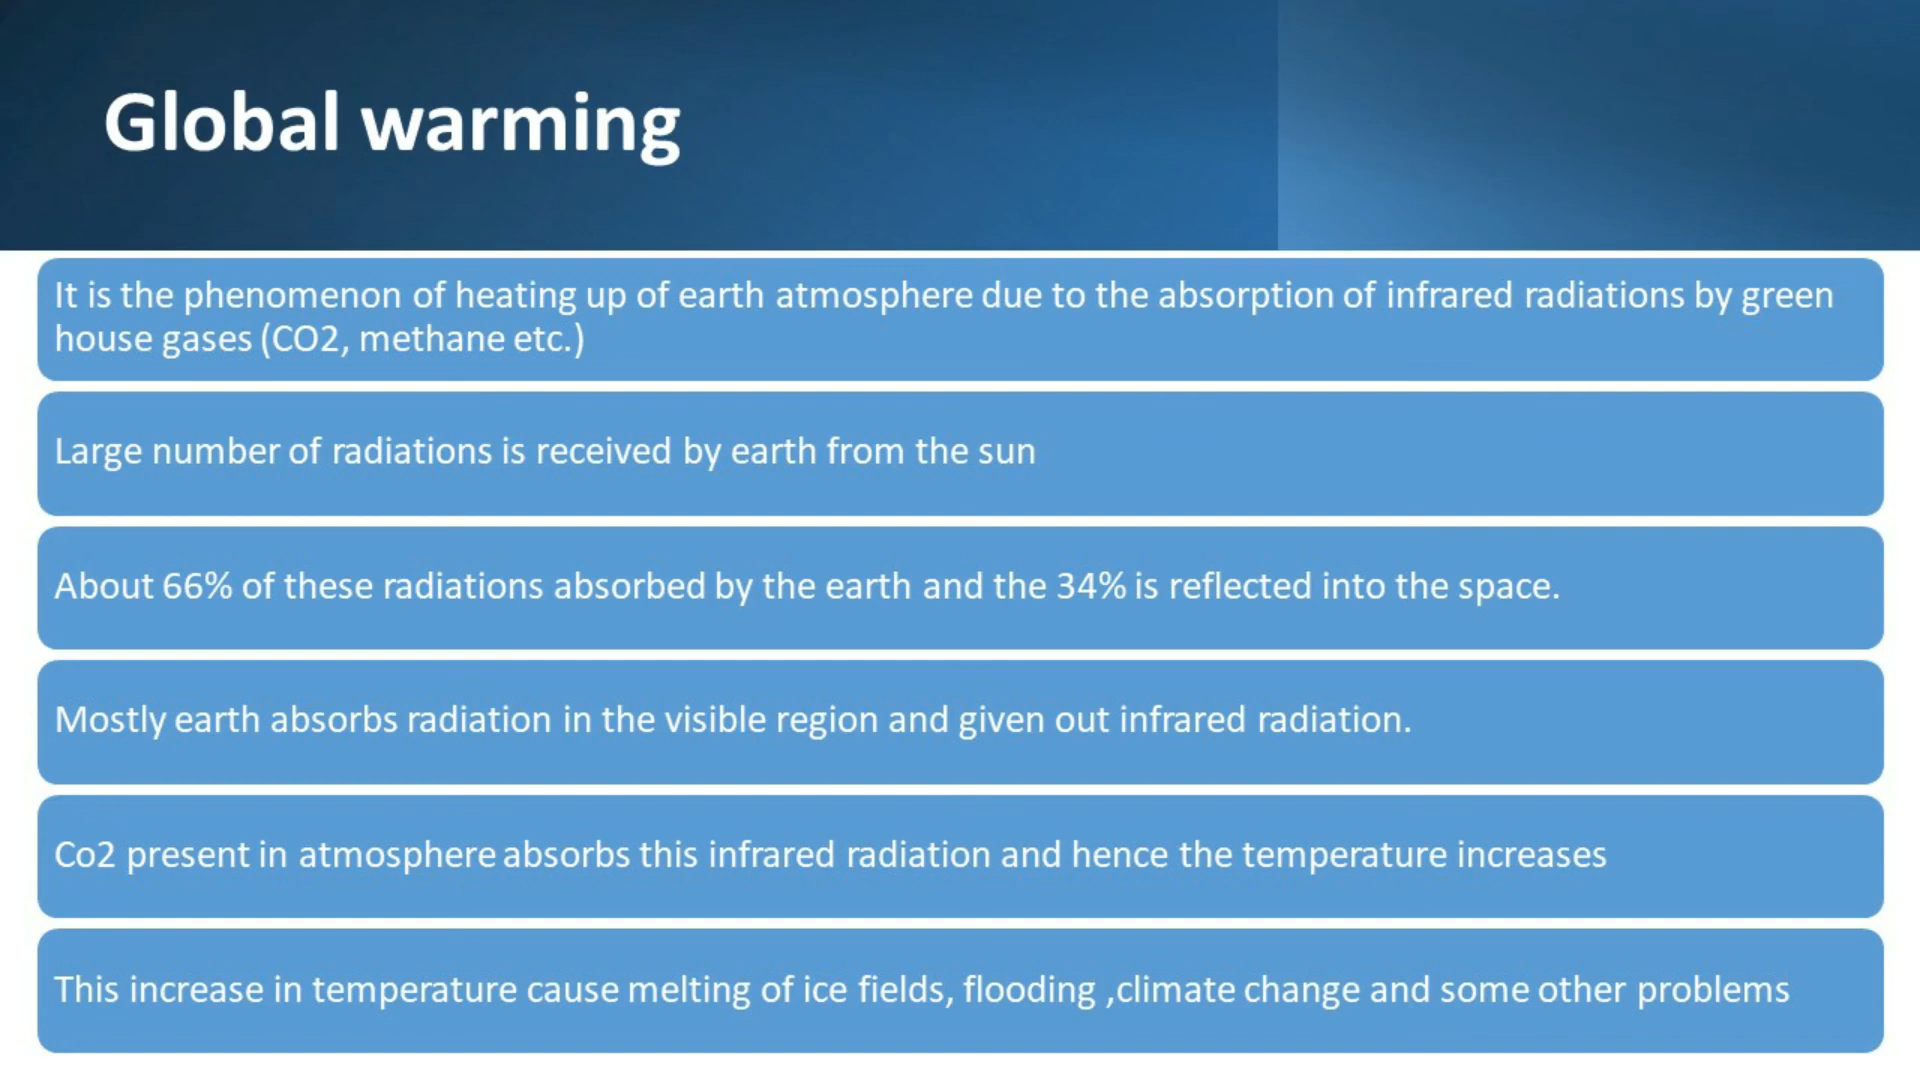 Global warming
It is the phenomenon of heating up of earth atmosphere due to the absorption of infrared radiations by green
house gases (CO2, methane etc.)
Large number of radiations is received by earth from the sun
About 66% of these radiations absorbed by the earth and the 34% is reflected into the space.
Mostly earth absorbs radiation in the visible region and given out infrared radiation.
Co2 present in atmosphere absorbs this infrared radiation and hence the temperature increases
This increase in temperature cause melting of ice fields, flooding ,climate change and some other problems